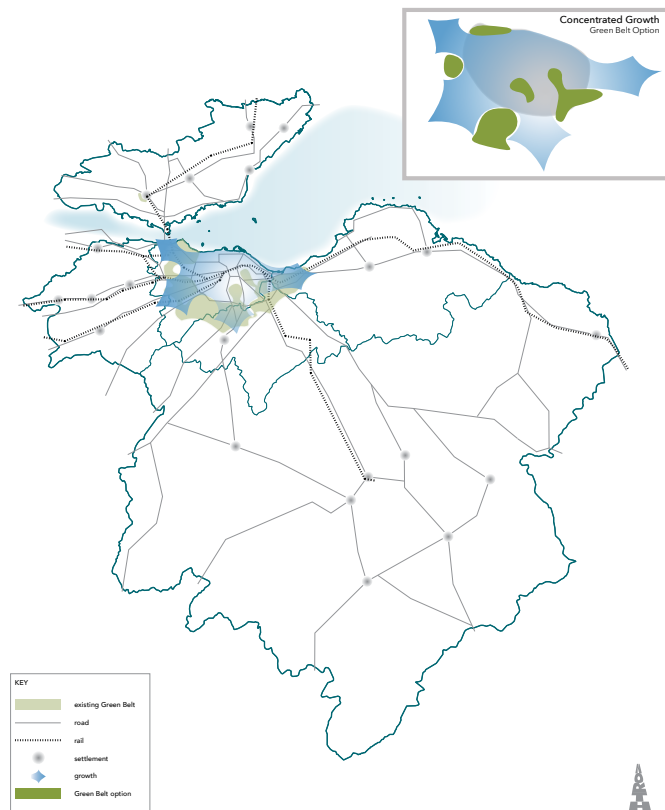 Concentrated Growth
Green Belt Option
KEY
existing Green Belt
road
rail
settlement
growth
Green Belt option